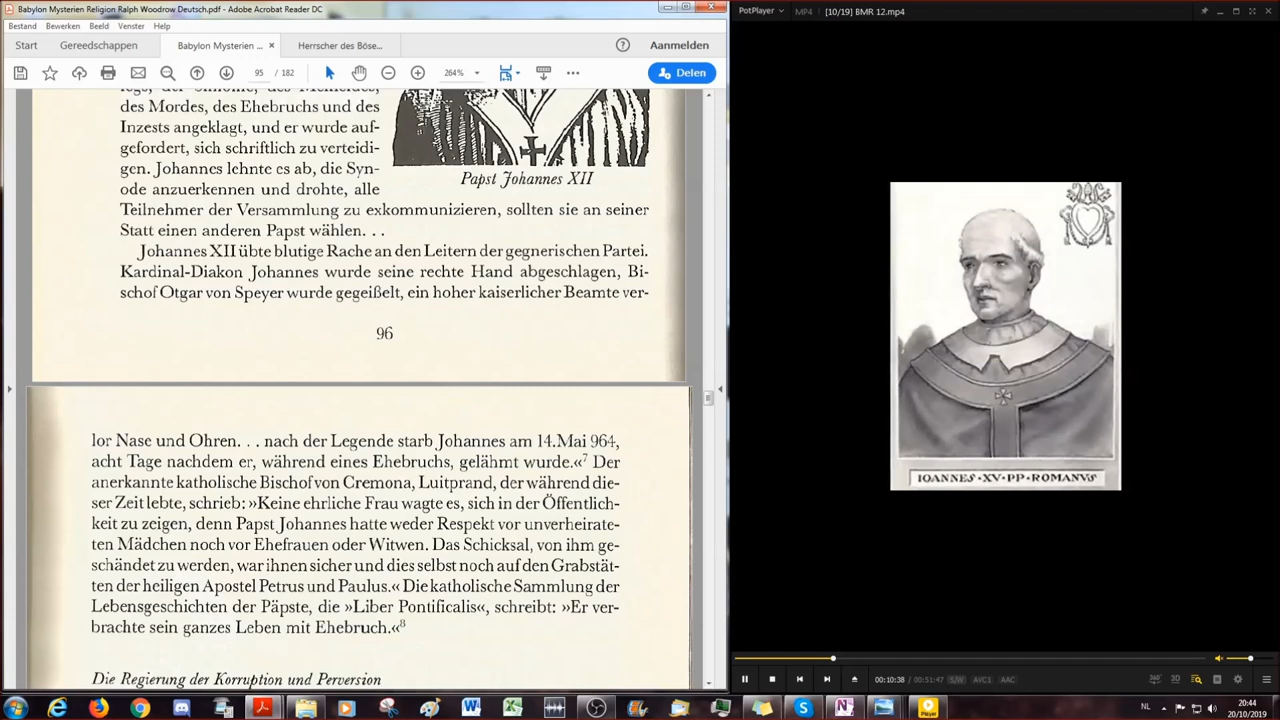 Babylon Mysterien Religion Ralph Woodrow Deutsch.pdf - Adobe Acrobat Reader DC
Bestand Bewerken Beeld Venster Help
Start Gereedschappen Babylon Mysterien ... × Herrscher des Böse... Aanmelden
95 / 182 264% Delen
des Mordes, des Ehebruchs und des
Inzests angeklagt, und er wurde auf-
gefordert, sich schriftlich zu verteidi-
gen. Johannes lehnte es ab, die Syn-
ode anzuerkennen und drohte, alle
Papst Johannes XII
Teilnehmer der Versammlung zu exkommunizieren, sollten sie an seiner
Statt einen anderen Papst wählen. . .
Johannes XII übte blutige Rache an den Leitern der gegnerischen Partei.
Kardinal-Diakon Johannes wurde seine rechte Hand abgeschlagen, Bi-
schof Otgar von Speyer wurde gegeißelt, ein hoher kaiserlicher Beamte ver-
96
lor Nase und Ohren. . . nach der Legende starb Johannes am 14.Mai 964,
acht Tage nachdem er, während eines Ehebruchs, gelähmt wurde.«7 Der
anerkannte katholische Bischof von Cremona, Luitprand, der während die-
ser Zeit lebte, schrieb: »Keine ehrliche Frau wagte es, sich in der Öffentlich-
keit zu zeigen, denn Papst Johannes hatte weder Respekt vor unverheirate-
ten Mädchen noch vor Ehefrauen oder Witwen. Das Schicksal, von ihm ge-
schändet zu werden, war ihnen sicher und dies selbst noch auf den Grabstät-
ten der heiligen Apostel Petrus und Paulus.« Die katholische Sammlung der
Lebensgeschichten der Päpste, die »Liber Pontificalis«, schreibt: »Er ver-
brachte sein ganzes Leben mit Ehebruch.«8
Die Regierung der Korruption und Perversion
PotPlayer MP4 [10/19] BMR 12.mp4
IOANNES·XV·PP·ROMANVS
00:10:38 / 00:51:47 S/W AVC1 AAC 3D
NL 20:44
20/10/2019